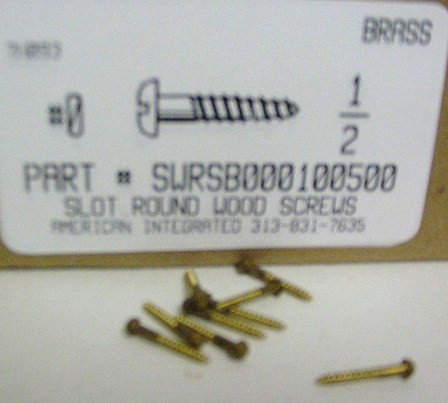 BRASS
#0
1
2
PART # SWRSB000100500
SLOT ROUND WOOD SCREWS
AMERICAN INTEGRATED 313-831-7635